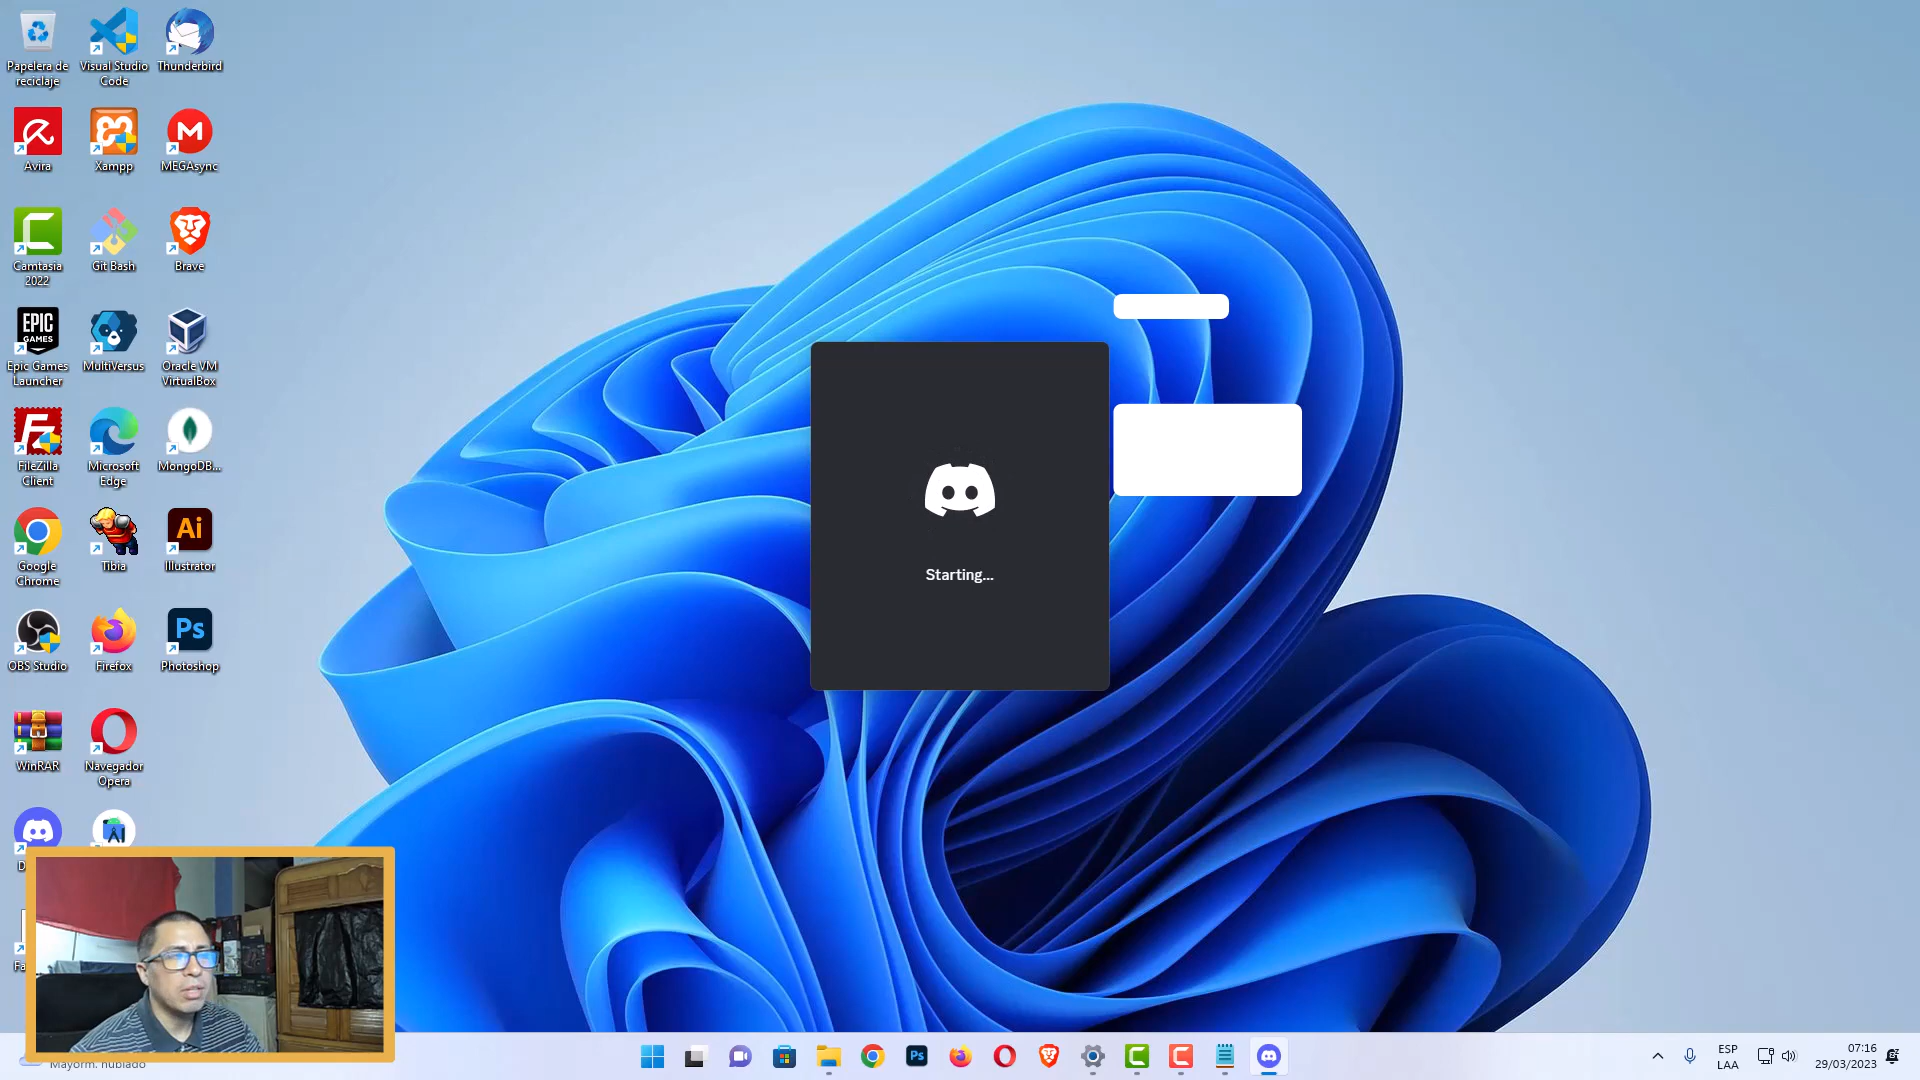 Papelera de
reciclaje
Visual Studio
Code
Thunderbird
Avira
Xampp
MEGAsync
Camtasia
2022
Git Bash
Brave
EPIC
GAMES
Epic Games
Launcher
MultiVersus
Oracle VM
VirtualBox
FileZilla
Client
Microsoft
Edge
MongoDB...
Google
Chrome
Tibia
Ai
Illustrator
OBS Studio
Firefox
Ps
Photoshop
WinRAR
Navegador
Opera
Starting...
Mayorm. nublado
Ps
ESP
LAA
07:16
29/03/2023